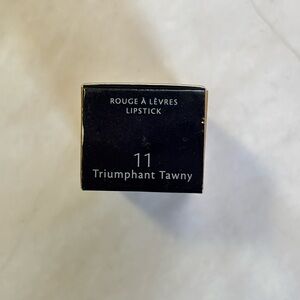 ROUGE À LÈVRES
LIPSTICK
11
Triumphant Tawny